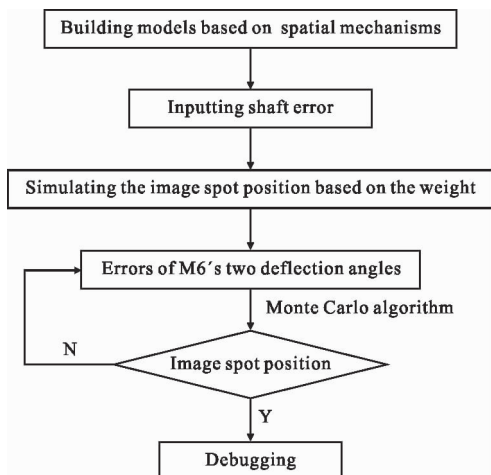 Building models based on spatial mechanisms
Inputting shaft error
Simulating the image spot position based on the weight
Errors of M6's two deflection angles
Monte Carlo algorithm
N
Image spot position
Y
Debugging